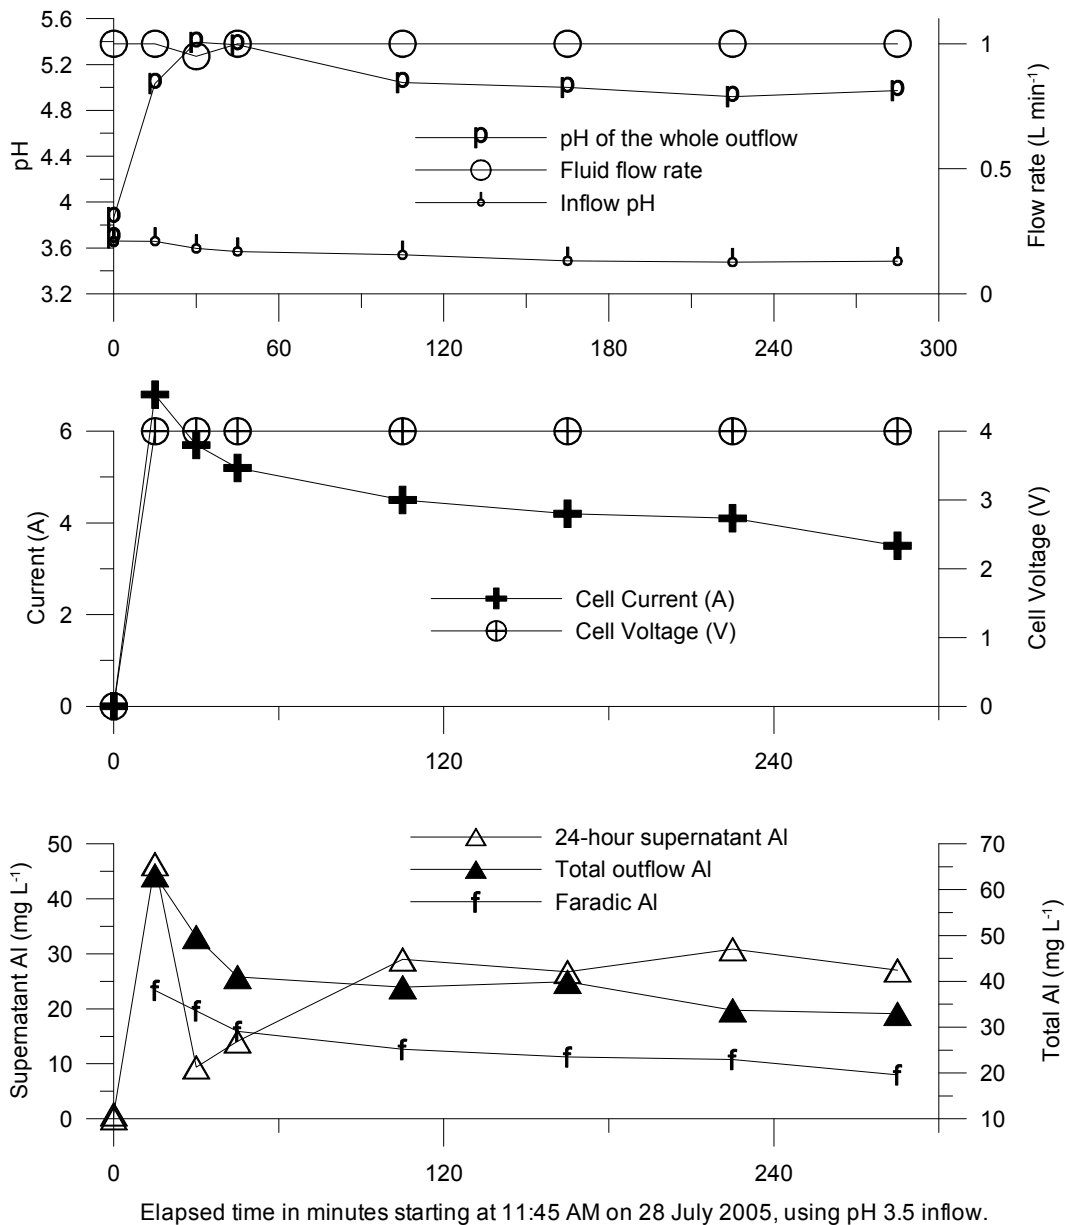 5.6
5.2
4.8
4.4
4
3.6
3.2
pH
1
0.5
0
Flow rate (L min-1)
pH of the whole outflow
Fluid flow rate
Inflow pH
0 60 120 180 240 300
6
4
2
0
Current (A)
4
3
2
1
0
Cell Voltage (V)
Cell Current (A)
Cell Voltage (V)
0 120 240
24-hour supernatant Al
Total outflow Al
Faradic Al
50
40
30
20
10
0
Supernatant Al (mg L-1)
70
60
50
40
30
20
10
Total Al (mg L-1)
0 120 240
Elapsed time in minutes starting at 11:45 AM on 28 July 2005, using pH 3.5 inflow.